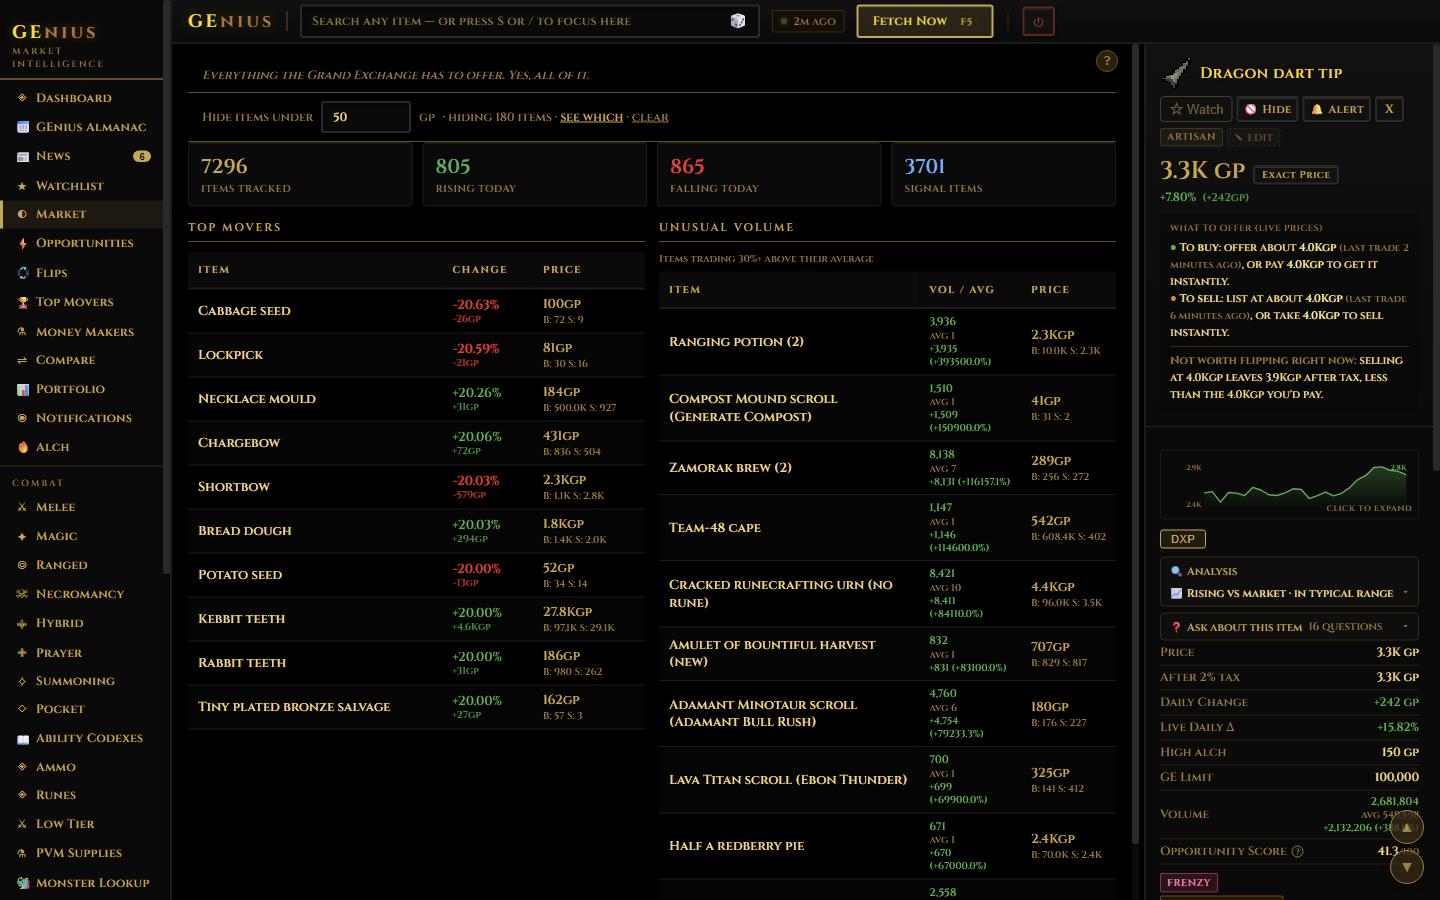 GENIUS
MARKET
INTELLIGENCE
DASHBOARD
GENIUS ALMANAC
NEWS 6
WATCHLIST
MARKET
OPPORTUNITIES
FLIPS
TOP MOVERS
MONEY MAKERS
COMPARE
PORTFOLIO
NOTIFICATIONS
ALCH
COMBAT
MELEE
MAGIC
RANGED
NECROMANCY
HYBRID
PRAYER
SUMMONING
POCKET
ABILITY CODEXES
AMMO
RUNES
LOW TIER
PVM SUPPLIES
MONSTER LOOKUP
GENIUS
SEARCH ANY ITEM — OR PRESS S OR / TO FOCUS HERE
2M AGO
FETCH NOW F5
EVERYTHING THE GRAND EXCHANGE HAS TO OFFER. YES, ALL OF IT.
?
HIDE ITEMS UNDER 50 GP · HIDING 180 ITEMS · SEE WHICH · CLEAR
7296
ITEMS TRACKED
805
RISING TODAY
865
FALLING TODAY
3701
SIGNAL ITEMS
TOP MOVERS
ITEM CHANGE PRICE
CABBAGE SEED -20.63% 100GP
-26GP B: 72 S: 9
LOCKPICK -20.59% 81GP
-21GP B: 30 S: 16
NECKLACE MOULD +20.26% 184GP
+31GP B: 500.0K S: 927
CHARGEBOW +20.06% 431GP
+72GP B: 836 S: 504
SHORTBOW -20.03% 2.3KGP
-579GP B: 1.1K S: 2.8K
BREAD DOUGH +20.03% 1.8KGP
+294GP B: 1.4K S: 2.0K
POTATO SEED -20.00% 52GP
-13GP B: 34 S: 14
KEBBIT TEETH +20.00% 27.8KGP
+4.6KGP B: 97.1K S: 29.1K
RABBIT TEETH +20.00% 186GP
+31GP B: 980 S: 262
TINY PLATED BRONZE SALVAGE +20.00% 162GP
+27GP B: 57 S: 3
UNUSUAL VOLUME
ITEMS TRADING 30%+ ABOVE THEIR AVERAGE
ITEM VOL / AVG PRICE
RANGING POTION (2)
3,936
AVG 1
+3,935
(+393500.0%)
2.3KGP
B: 10.0K S: 2.3K
COMPOST MOUND SCROLL
(GENERATE COMPOST)
1,510
AVG 1
+1,509
(+150900.0%)
41GP
B: 31 S: 2
ZAMORAK BREW (2)
8,138
AVG 7
+8,131 (+116157.1%)
289GP
B: 256 S: 272
TEAM-48 CAPE
1,147
AVG 1
+1,146
(+114600.0%)
542GP
B: 608.4K S: 402
CRACKED RUNECRAFTING URN (NO
RUNE)
8,421
AVG 10
+8,411
(+84110.0%)
4.4KGP
B: 96.0K S: 3.5K
AMULET OF BOUNTIFUL HARVEST
(NEW)
832
AVG 1
+831 (+83100.0%)
707GP
B: 829 S: 817
ADAMANT MINOTAUR SCROLL
(ADAMANT BULL RUSH)
4,760
AVG 6
+4,754
(+79233.3%)
180GP
B: 176 S: 227
LAVA TITAN SCROLL (EBON THUNDER)
700
AVG 1
+699
(+69900.0%)
325GP
B: 141 S: 412
HALF A REDBERRY PIE
671
AVG 1
+670
(+67000.0%)
2.4KGP
B: 70.0K S: 2.4K
2,558
DRAGON DART TIP
☆ Watch HIDE ALERT X
ARTISAN EDIT
3.3K GP EXACT PRICE
+7.80% (+242GP)
WHAT TO OFFER (LIVE PRICES)
TO BUY: OFFER ABOUT 4.0KGP (LAST TRADE 2
MINUTES AGO), OR PAY 4.0KGP TO GET IT
INSTANTLY.
TO SELL: LIST AT ABOUT 4.0KGP (LAST TRADE
6 MINUTES AGO), OR TAKE 4.0KGP TO SELL
INSTANTLY.
NOT WORTH FLIPPING RIGHT NOW: SELLING
AT 4.0KGP LEAVES 3.9KGP AFTER TAX, LESS
THAN THE 4.0KGP YOU'D PAY.
2.9K 2.8K
2.4K
CLICK TO EXPAND
DXP
ANALYSIS
RISING VS MARKET · IN TYPICAL RANGE
ASK ABOUT THIS ITEM 16 QUESTIONS
PRICE 3.3K GP
AFTER 2% TAX 3.3K GP
DAILY CHANGE +242 GP
LIVE DAILY Δ +15.82%
HIGH ALCH 150 GP
GE LIMIT 100,000
VOLUME
2,681,804
AVG
+2,132,206
OPPORTUNITY SCORE ? 41.3
FRENZY